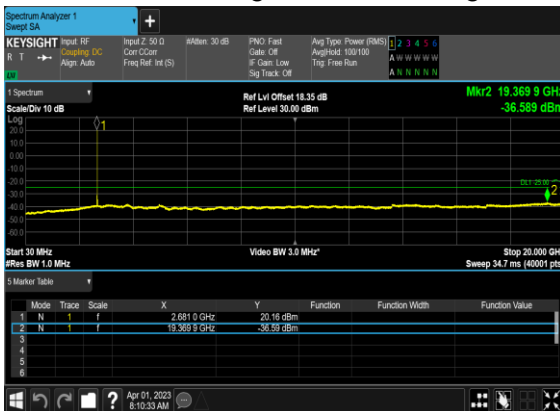 Spectrum Analyzer 1
Swept SA
+
KEYSIGHT
R T
LV
Input: RF
Coupling: DC
Align: Auto
Input Z: 50 Ω
Corr CCorr
Freq Ref: Int (S)
#Atten: 30 dB
PNO: Fast
Gate: Off
IF Gain: Low
Sig Track: Off
Avg Type: Power (RMS)
Avg|Hold: 100/100
Trig: Free Run
1 2 3 4 5 6
A W W W W W
A N N N N N
1 Spectrum
Scale/Div 10 dB
Ref Lvl Offset 18.35 dB
Ref Level 30.00 dBm
Mkr2 19.369 9 GHz
-36.589 dBm
Log
20.0
10.0
0.00
-10.0
-20.0
-30.0
-40.0
-50.0
-60.0
1
2
Start 30 MHz
#Res BW 1.0 MHz
Video BW 3.0 MHz*
Stop 20.000 GH
Sweep 34.7 ms (40001 pts
5 Marker Table
Mode Trace Scale X Y Function Function Width Function Value
1 N 1 f 2.681 0 GHz 20.16 dBm
2 N 1 f 19.369 9 GHz -36.59 dBm
3
4
5
6
?
Apr 01, 2023
8:10:33 AM